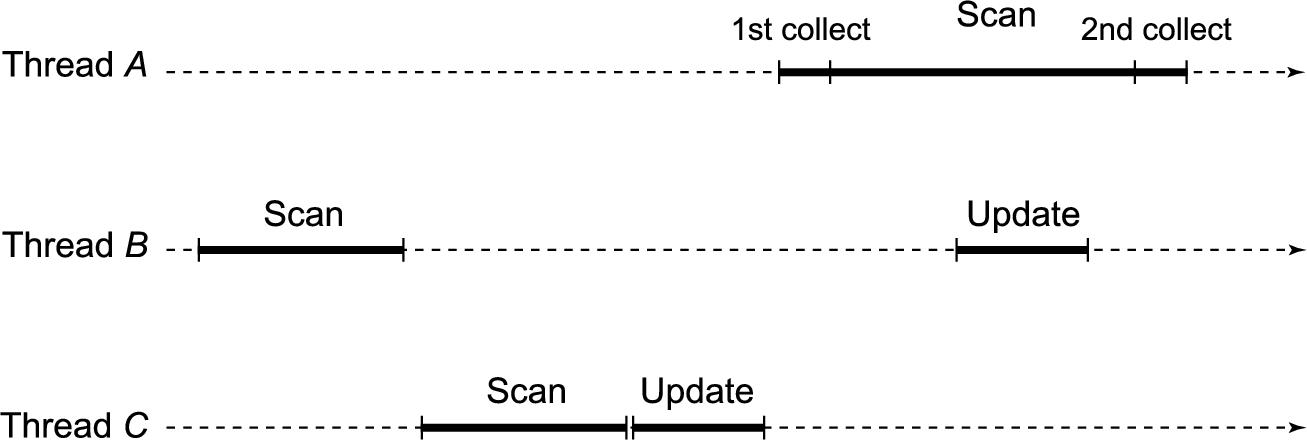 Scan
1st collect 2nd collect
Thread A
Scan Update
Thread B
Scan Update
Thread C